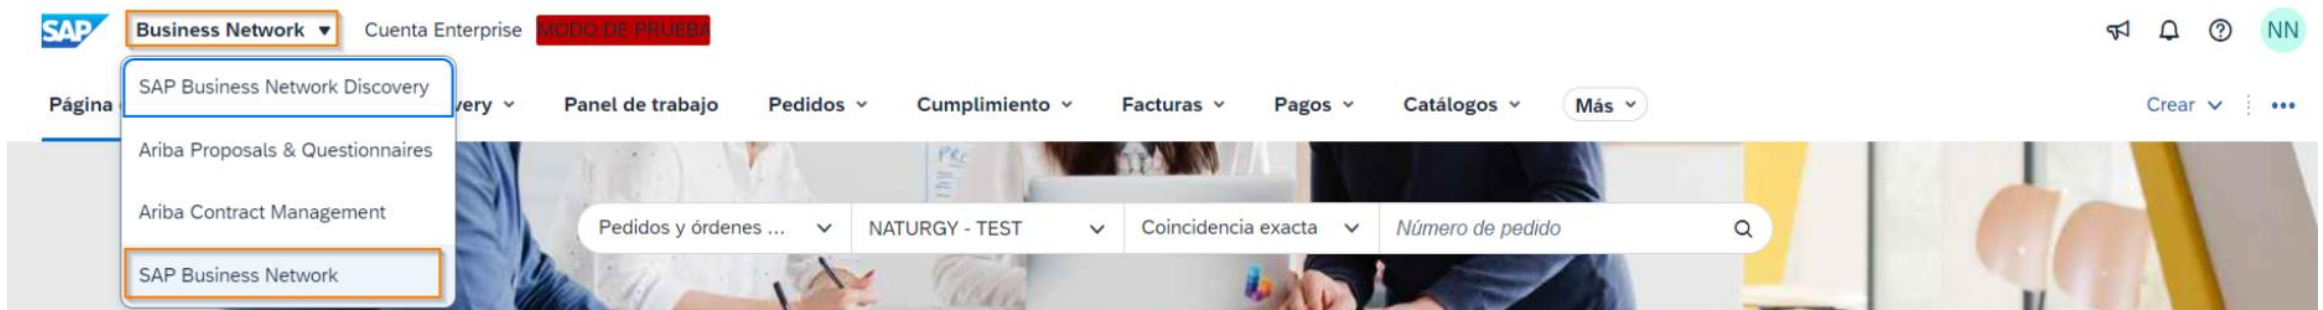 SAP Business Network ▼ Cuenta Enterprise MODO DE PRUEBA NN
SAP Business Network Discovery
Página very Panel de trabajo Pedidos Cumplimiento Facturas Pagos Catálogos Más Crear
Ariba Proposals & Questionnaires
Ariba Contract Management
Pedidos y órdenes ... NATURGY - TEST Coincidencia exacta Número de pedido
SAP Business Network